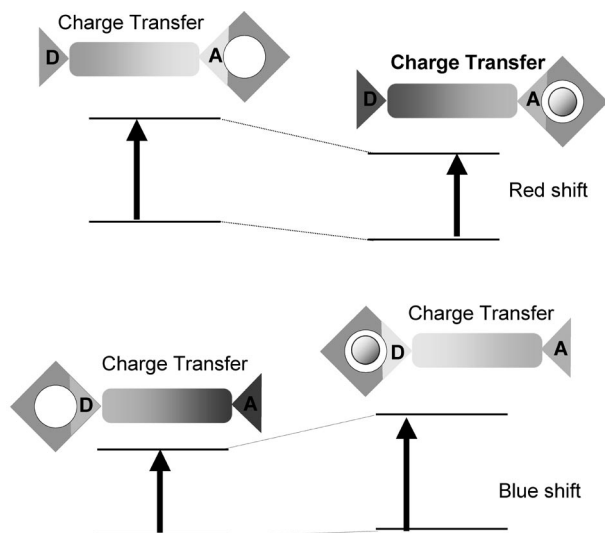 Charge Transfer
D A
Charge Transfer
D A
Red shift
Charge Transfer
D A
Charge Transfer
D A
Blue shift